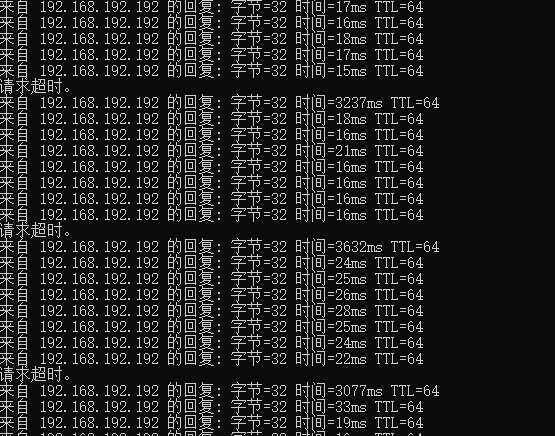 来自 192.168.192.192 的回复: 字节=32 时间=17ms TTL=64
来自 192.168.192.192 的回复: 字节=32 时间=16ms TTL=64
来自 192.168.192.192 的回复: 字节=32 时间=18ms TTL=64
来自 192.168.192.192 的回复: 字节=32 时间=17ms TTL=64
来自 192.168.192.192 的回复: 字节=32 时间=15ms TTL=64
请求超时。
来自 192.168.192.192 的回复: 字节=32 时间=3237ms TTL=64
来自 192.168.192.192 的回复: 字节=32 时间=18ms TTL=64
来自 192.168.192.192 的回复: 字节=32 时间=16ms TTL=64
来自 192.168.192.192 的回复: 字节=32 时间=21ms TTL=64
来自 192.168.192.192 的回复: 字节=32 时间=16ms TTL=64
来自 192.168.192.192 的回复: 字节=32 时间=16ms TTL=64
来自 192.168.192.192 的回复: 字节=32 时间=16ms TTL=64
来自 192.168.192.192 的回复: 字节=32 时间=16ms TTL=64
请求超时。
来自 192.168.192.192 的回复: 字节=32 时间=3632ms TTL=64
来自 192.168.192.192 的回复: 字节=32 时间=24ms TTL=64
来自 192.168.192.192 的回复: 字节=32 时间=25ms TTL=64
来自 192.168.192.192 的回复: 字节=32 时间=26ms TTL=64
来自 192.168.192.192 的回复: 字节=32 时间=28ms TTL=64
来自 192.168.192.192 的回复: 字节=32 时间=25ms TTL=64
来自 192.168.192.192 的回复: 字节=32 时间=24ms TTL=64
来自 192.168.192.192 的回复: 字节=32 时间=22ms TTL=64
请求超时。
来自 192.168.192.192 的回复: 字节=32 时间=3077ms TTL=64
来自 192.168.192.192 的回复: 字节=32 时间=33ms TTL=64
来自 192.168.192.192 的回复: 字节=32 时间=19ms TTL=64